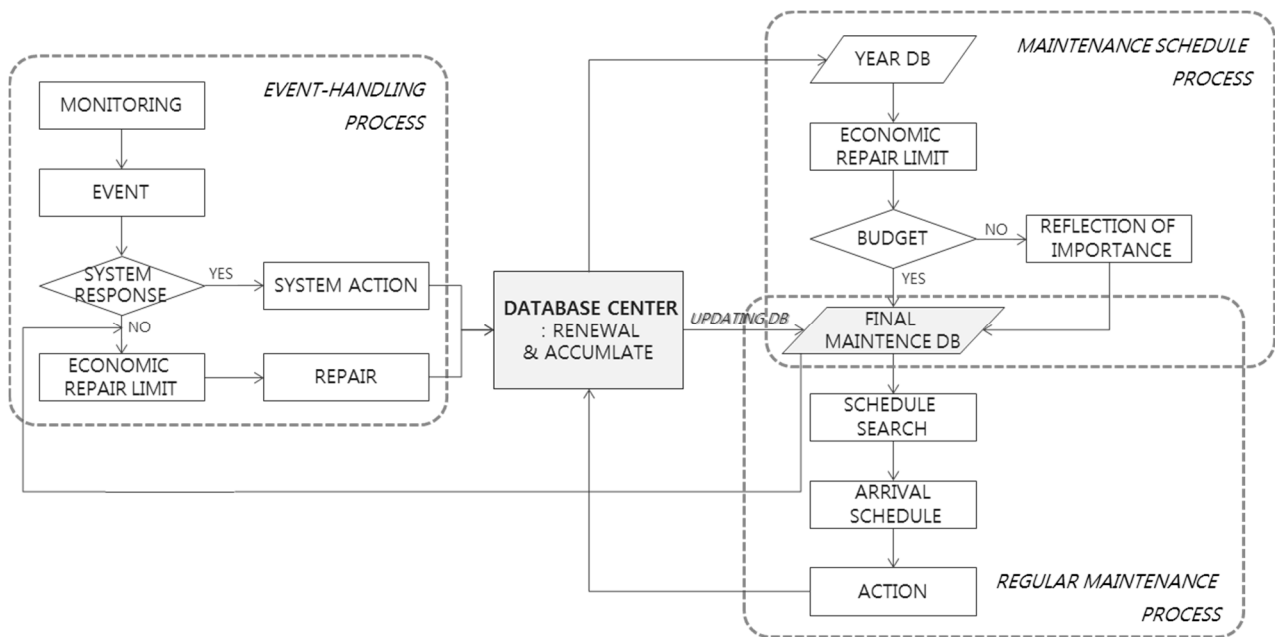 EVENT-HANDLING
PROCESS
MONITORING
EVENT
SYSTEM
RESPONSE
YES
SYSTEM ACTION
NO
ECONOMIC
REPAIR LIMIT
REPAIR
DATABASE CENTER
: RENEWAL
& ACCUMLATE
UPDATING DB
MAINTENANCE SCHEDULE
PROCESS
YEAR DB
ECONOMIC
REPAIR LIMIT
BUDGET
NO
REFLECTION OF
IMPORTANCE
YES
FINAL
MAINTENCE DB
SCHEDULE
SEARCH
ARRIVAL
SCHEDULE
ACTION
REGULAR MAINTENANCE
PROCESS